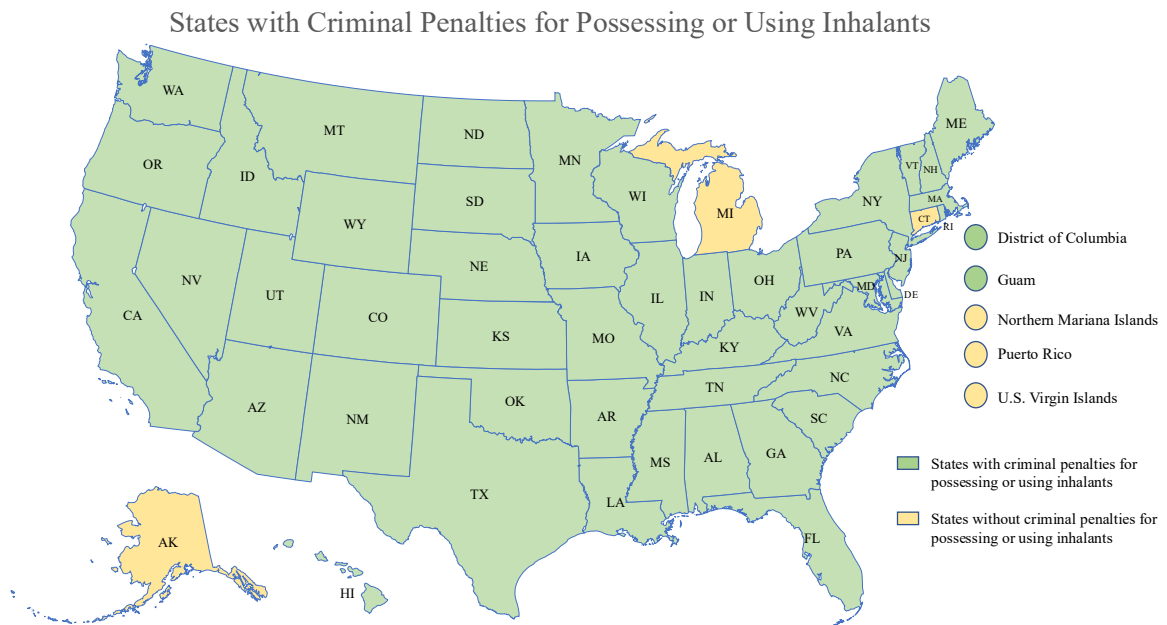 States with Criminal Penalties for Possessing or Using Inhalants
WA
MT
ND
MN
ME
OR
ID
SD
WI
VT
NH
WY
MI
NY
MA
CT
RI
NE
IA
PA
NJ
NV
UT
IL
IN
OH
MD
DE
CA
CO
KS
MO
WV
VA
KY
AZ
NM
OK
AR
TN
NC
SC
MS
AL
GA
TX
LA
FL
AK
HI
District of Columbia
Guam
Northern Mariana Islands
Puerto Rico
U.S. Virgin Islands
States with criminal penalties for
possessing or using inhalants
States without criminal penalties for
possessing or using inhalants